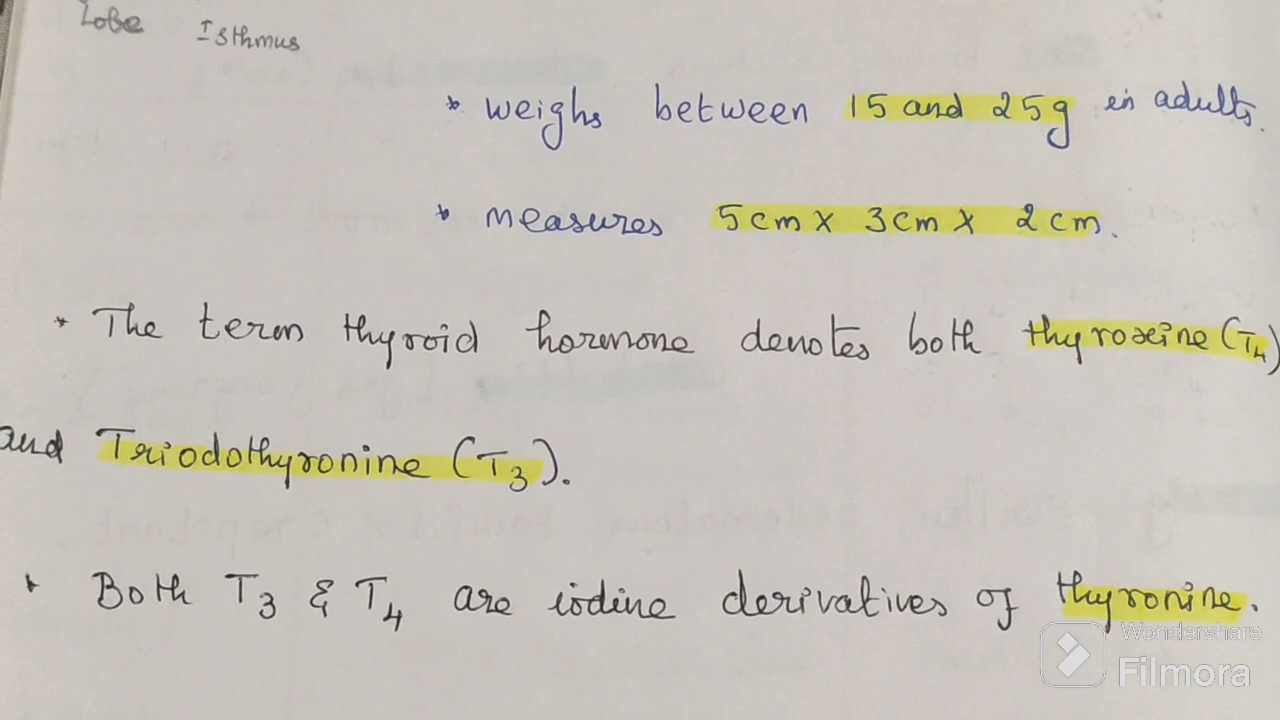 Lobe Isthmus
* weighs between 15 and 25g in adults.
* measures 5cm x 3cm x 2cm.
* The term thyroid hormone denotes both thyroxine (T4)
and Triodothyronine (T3).
* Both T3 & T4 are iodine derivatives of thyronine.
Wondershare
Filmora